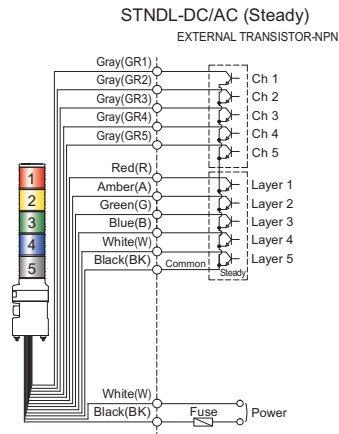 STNDL-DC/AC (Steady)
EXTERNAL TRANSISTOR-NPN
Gray(GR1)
Gray(GR2) Ch 1
Gray(GR3) Ch 2
Gray(GR4) Ch 3
Gray(GR5) Ch 4
Ch 5
Red(R)
Amber(A) Layer 1
Green(G) Layer 2
Blue(B) Layer 3
White(W) Layer 4
Black(BK) Common Layer 5
Steady
1
2
3
4
5
White(W)
Black(BK) Fuse Power